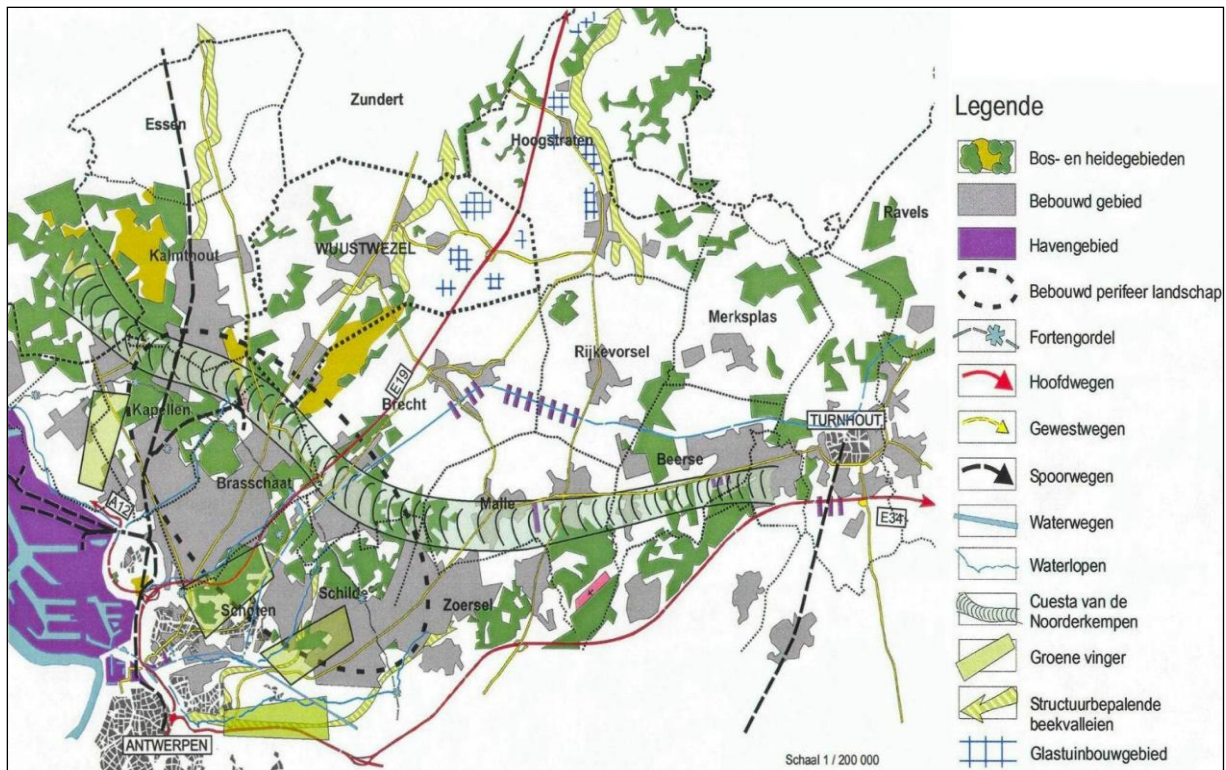 Essen
Zundert
Hoogstraten
Ravels
Kalmthout
WUUSTWEZEL
Merksplas
Rijkevorsel
E19
Brecht
Kapellen
TURNHOUT
Beerse
Brasschaat
Malle
A12
E34
Schoten
Schilde
Zoersel
ANTWERPEN
Schaal 1 / 200 000
Legende
Bos- en heidegebieden
Bebouwd gebied
Havengebied
Bebouwd perifeer landschap
Fortengordel
Hoofdwegen
Gewestwegen
Spoorwegen
Waterwegen
Waterlopen
Cuesta van de
Noorderkempen
Groene vinger
Structuurbepalende
beekvalleien
Glastuinbouwgebied